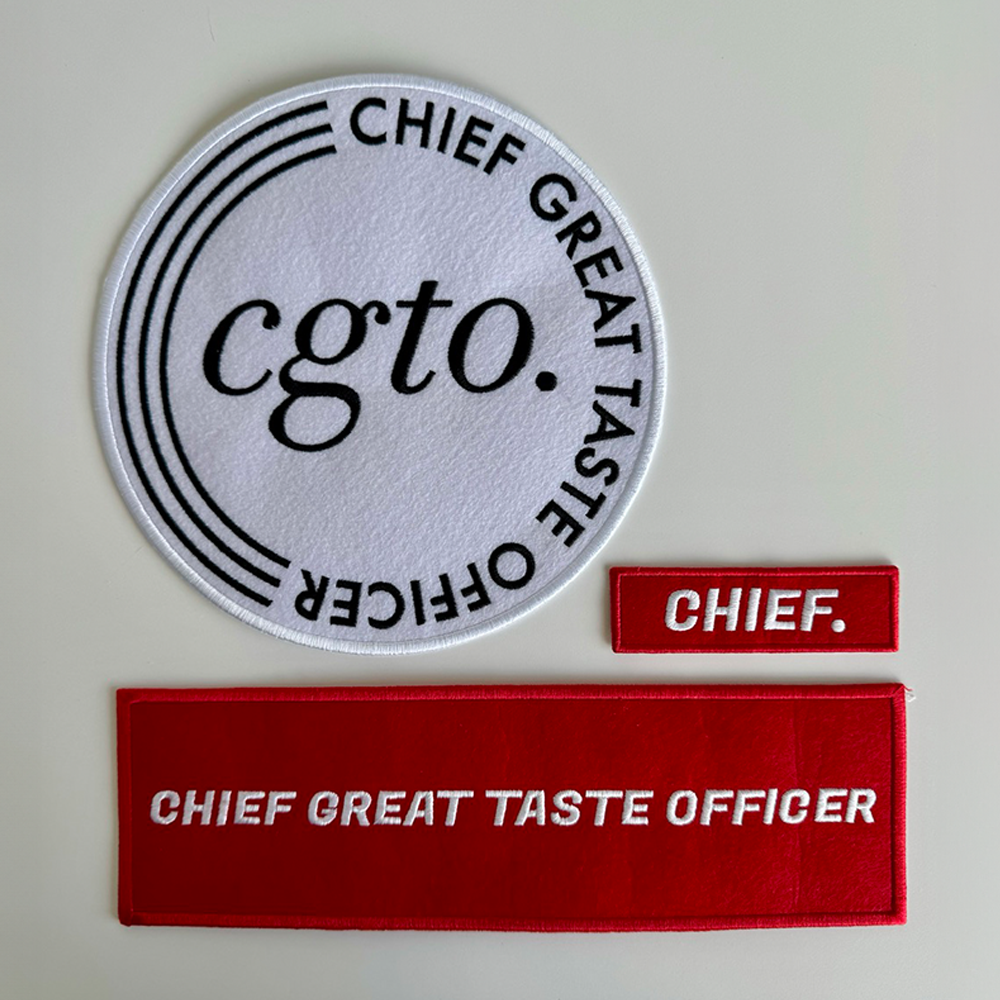 CHIEF GREAT TASTE OFFICER
cgto.
CHIEF.
CHIEF GREAT TASTE OFFICER